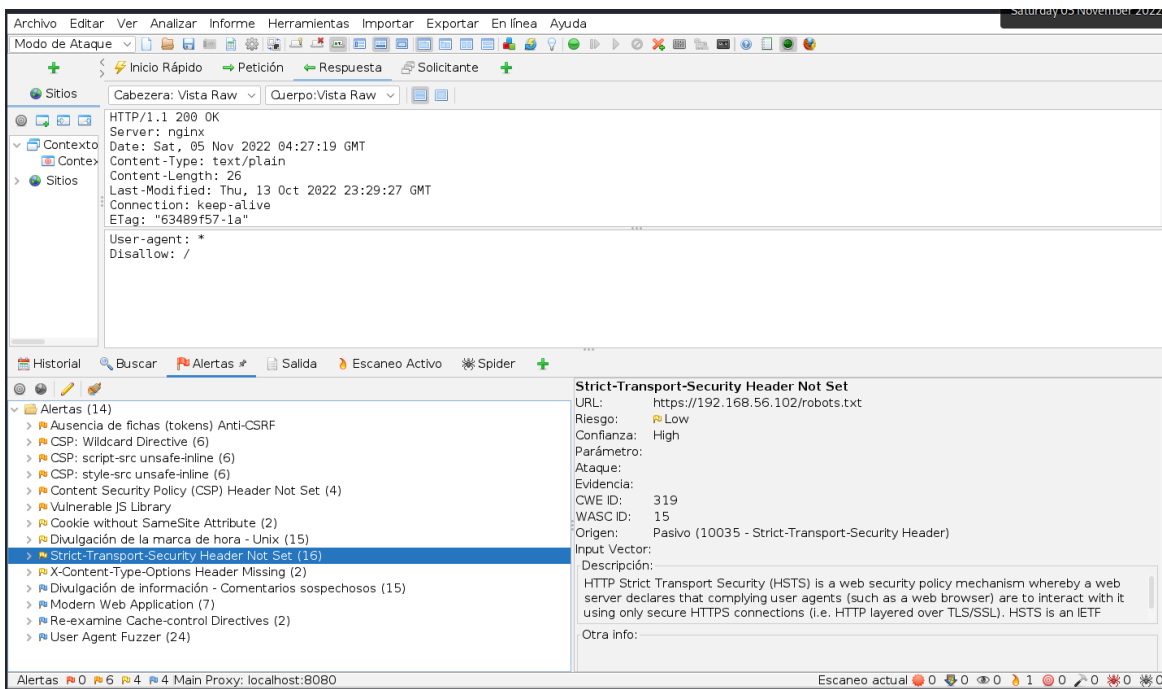 Saturday 05 November 2022
Archivo Editar Ver Analizar Informe Herramientas Importar Exportar En línea Ayuda
Modo de Ataque
Inicio Rápido Petición Respuesta Solicitante
Sitios
Cabezera: Vista Raw Cuerpo:Vista Raw
Contexto
Contex
Sitios
HTTP/1.1 200 OK
Server: nginx
Date: Sat, 05 Nov 2022 04:27:19 GMT
Content-Type: text/plain
Content-Length: 26
Last-Modified: Thu, 13 Oct 2022 23:29:27 GMT
Connection: keep-alive
ETag: "63489f57-1a"
User-agent: *
Disallow: /
Historial Buscar Alertas Salida Escaneo Activo Spider
Alertas (14)
Ausencia de fichas (tokens) Anti-CSRF
CSP: Wildcard Directive (6)
CSP: script-src unsafe-inline (6)
CSP: style-src unsafe-inline (6)
Content Security Policy (CSP) Header Not Set (4)
Vulnerable JS Library
Cookie without SameSite Attribute (2)
Divulgación de la marca de hora - Unix (15)
Strict-Transport-Security Header Not Set (16)
X-Content-Type-Options Header Missing (2)
Divulgación de información - Comentarios sospechosos (15)
Modern Web Application (7)
Re-examine Cache-control Directives (2)
User Agent Fuzzer (24)
Strict-Transport-Security Header Not Set
URL: https://192.168.56.102/robots.txt
Riesgo: Low
Confianza: High
Parámetro:
Ataque:
Evidencia:
CWE ID: 319
WASC ID: 15
Origen: Pasivo (10035 - Strict-Transport-Security Header)
Input Vector:
Descripción:
HTTP Strict Transport Security (HSTS) is a web security policy mechanism whereby a web
server declares that complying user agents (such as a web browser) are to interact with it
using only secure HTTPS connections (i.e. HTTP layered over TLS/SSL). HSTS is an IETF
Otra info:
Alertas 0 6 4 4 Main Proxy: localhost:8080
Escaneo actual 0 0 0 1 0 0 0 0